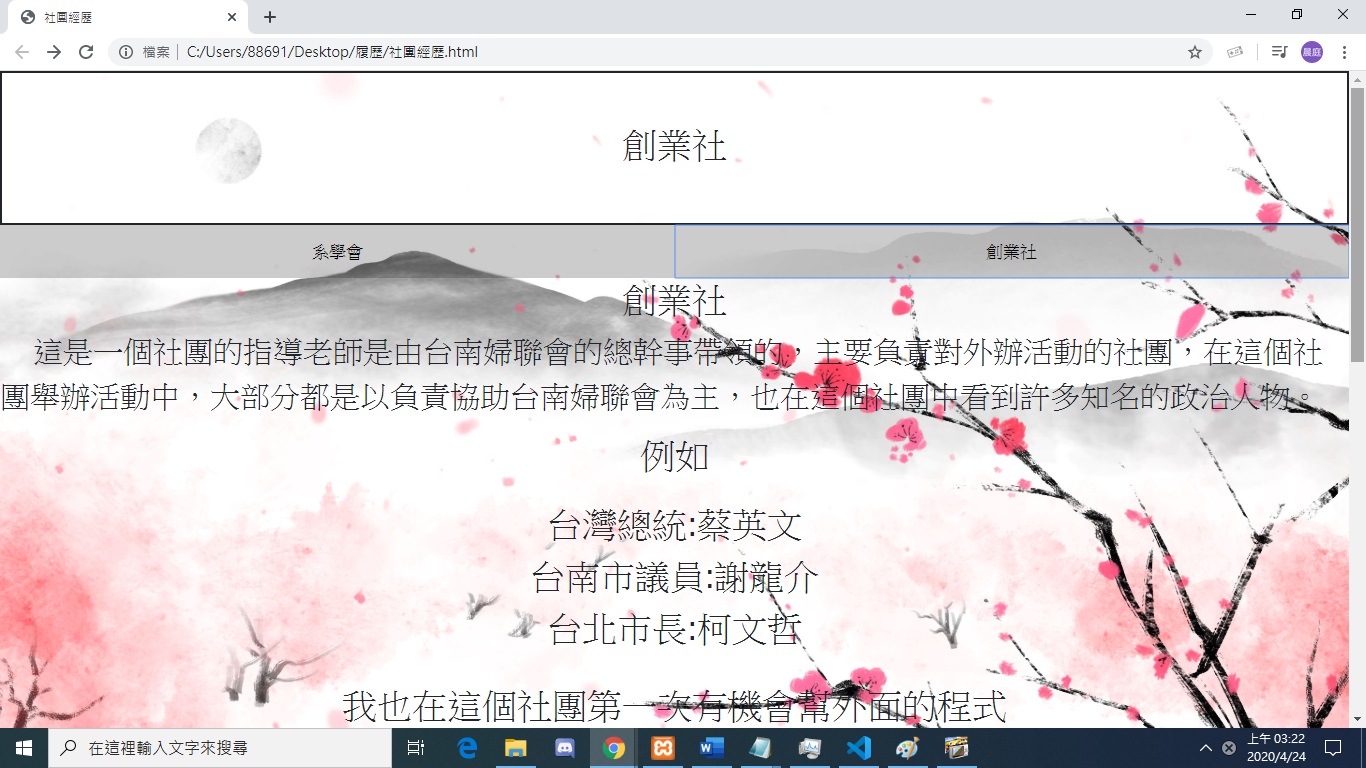 社團經歷
檔案
C:/Users/88691/Desktop/履歷/社團經歷.html
晨庭
創業社
系學會
創業社
創業社
這是一個社團的指導老師是由台南婦聯會的總幹事帶領的，主要負責對外辦活動的社團，在這個社
團舉辦活動中，大部分都是以負責協助台南婦聯會為主，也在這個社團中看到許多知名的政治人物。
例如
台灣總統:蔡英文
台南市議員:謝龍介
台北市長:柯文哲
我也在這個社團第一次有機會幫外面的程式
在這裡輸入文字來搜尋
上午 03:22
2020/4/24